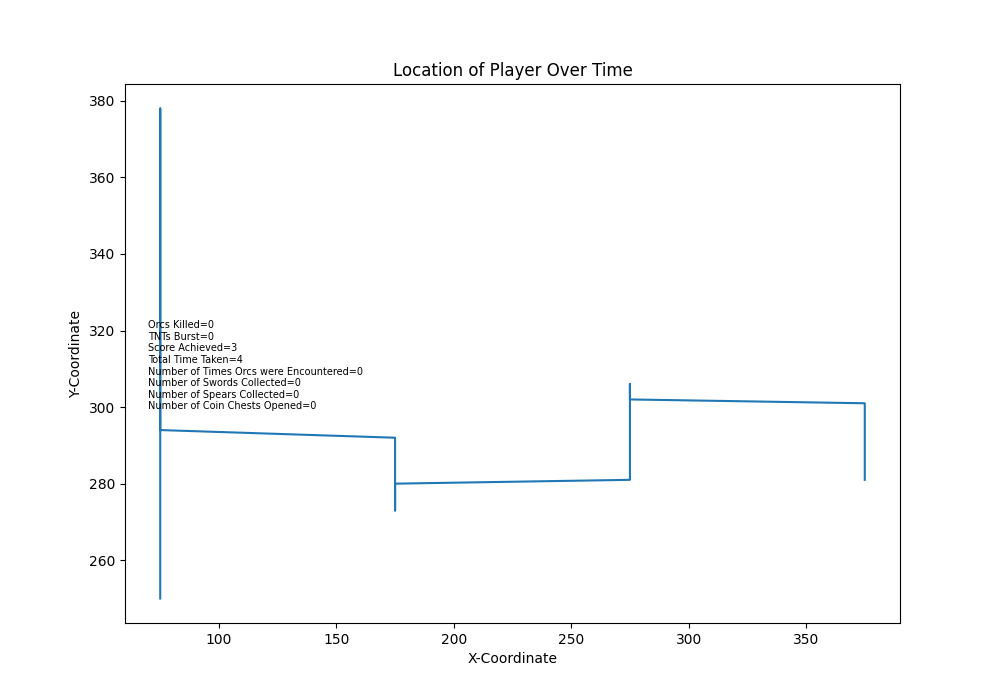 Location of Player Over Time
380
360
340
320
300
280
260
Y-Coordinate
Orcs Killed=0
TNTs Burst=0
Score Achieved=3
Total Time Taken=4
Number of Times Orcs were Encountered=0
Number of Swords Collected=0
Number of Spears Collected=0
Number of Coin Chests Opened=0
100 150 200 250 300 350
X-Coordinate